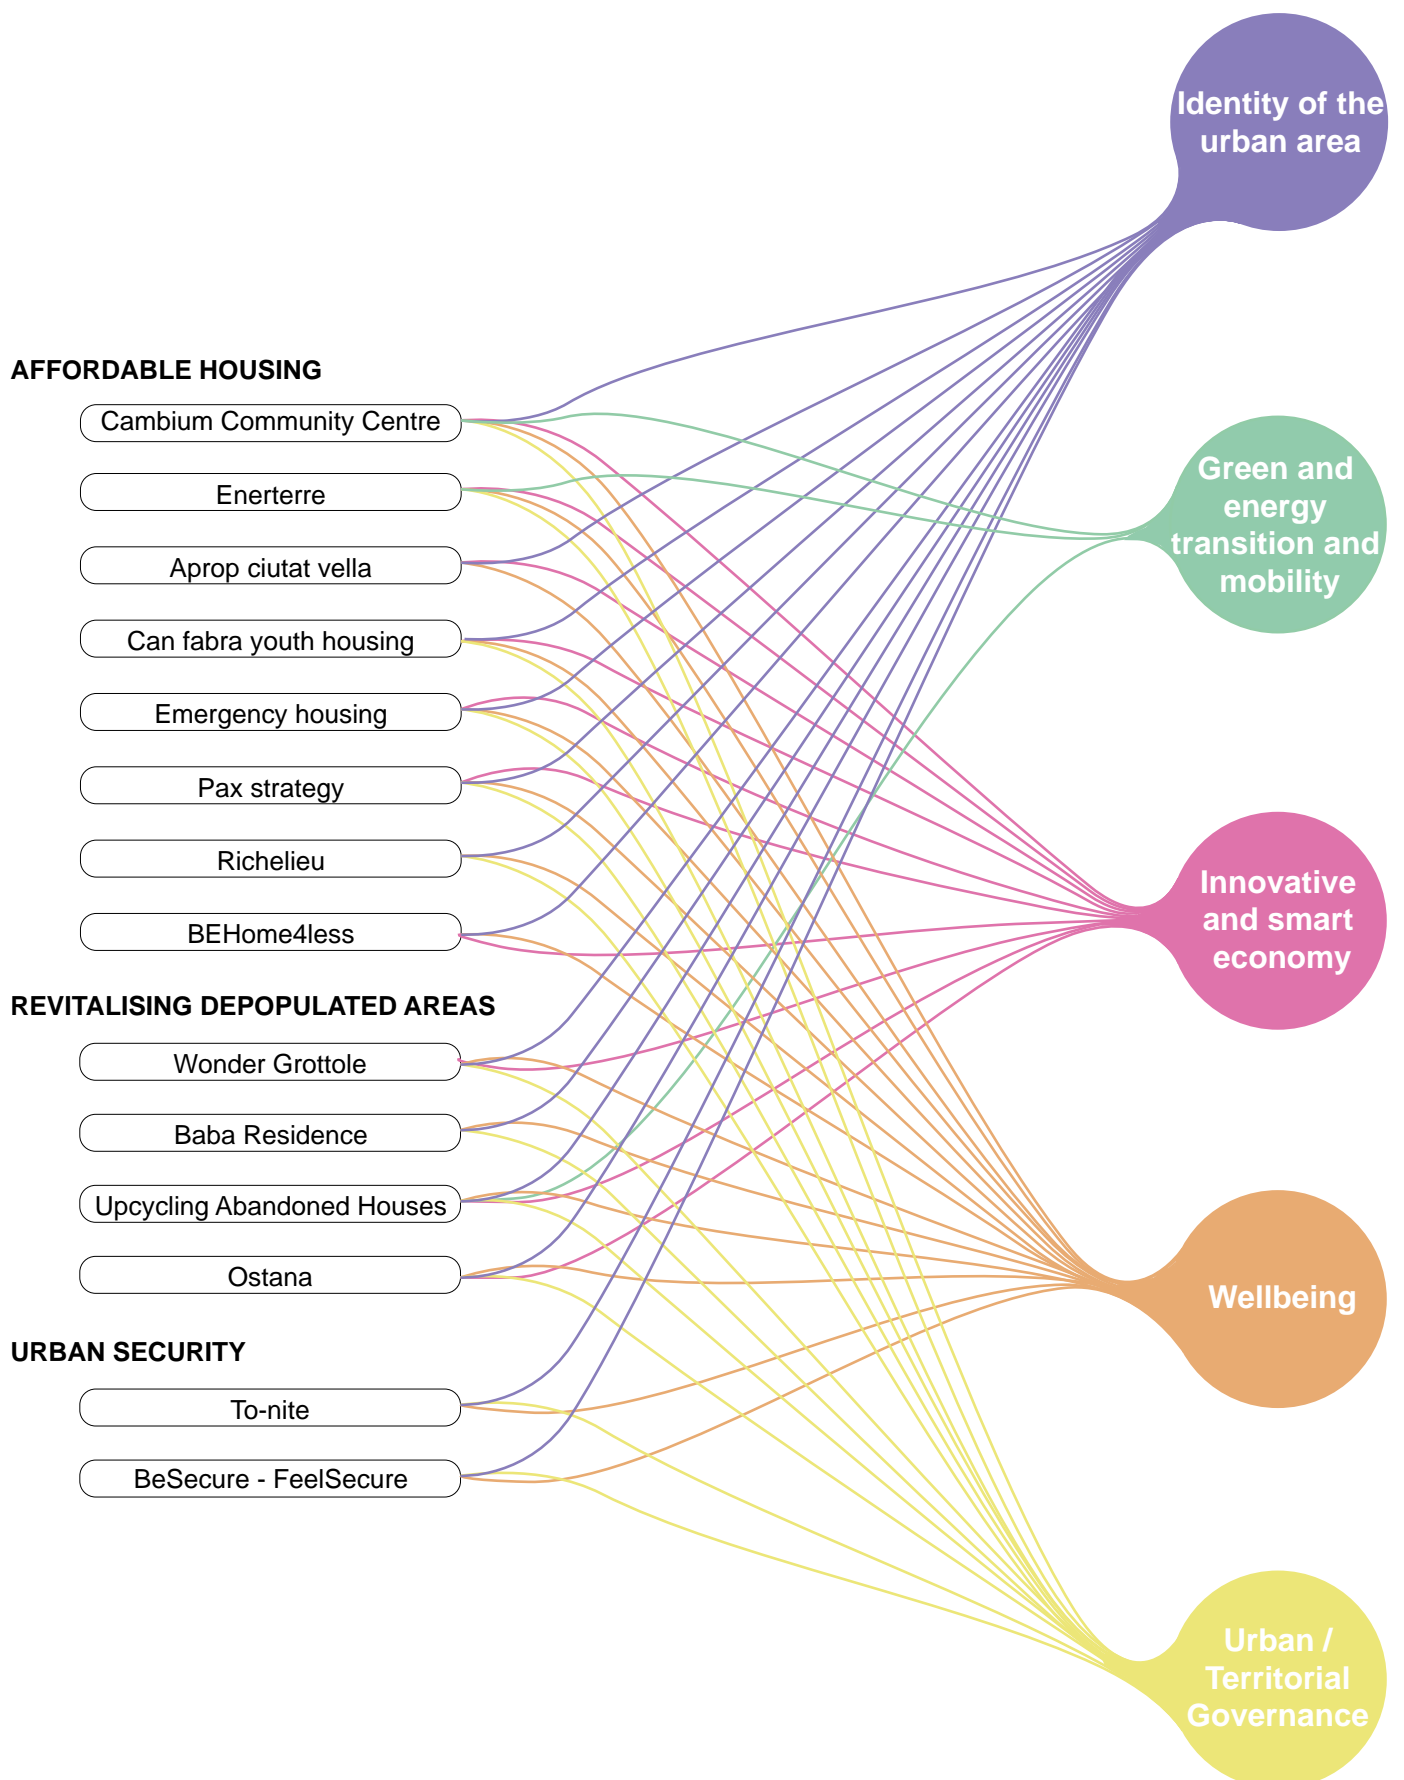 Identity of the
urban area
AFFORDABLE HOUSING
Cambium Community Centre
Enerterre
Aprop ciutat vella
Can fabra youth housing
Emergency housing
Pax strategy
Richelieu
BEHome4less
REVITALISING DEPOPULATED AREAS
Wonder Grottole
Baba Residence
Upcycling Abandoned Houses
Ostana
URBAN SECURITY
To-nite
BeSecure - FeelSecure
Green and
energy
transition and
mobility
Innovative
and smart
economy
Wellbeing
Urban /
Territorial
Governance